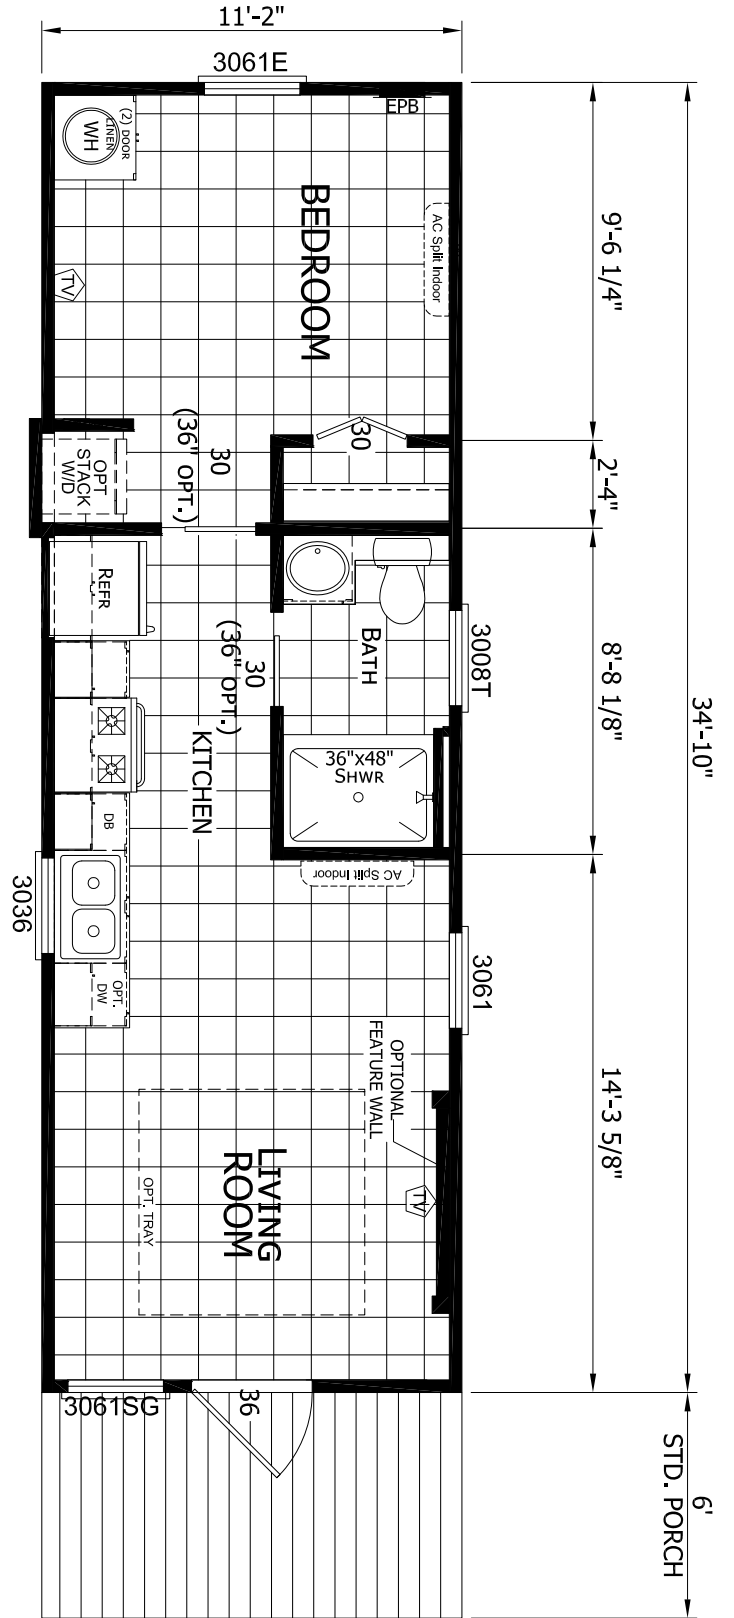 11'-2"
3061E
EPB
(2) DOOR
LINEN
WH
BEDROOM
AC Split Indoor
TV
9'-6 1/4"
30
30
(36" OPT.)
OPT
STACK
W/D
2'-4"
REFR
BATH
30
(36" OPT.)
3008T
8'-8 1/8"
34'-10"
KITCHEN
36"x48"
SHWR
DB
AC Split Indoor
3036
3061
OPT.
DW
OPTIONAL
FEATURE WALL
14'-3 5/8"
TV
LIVING
ROOM
OPT. TRAY
3061SG
36
6'
STD. PORCH